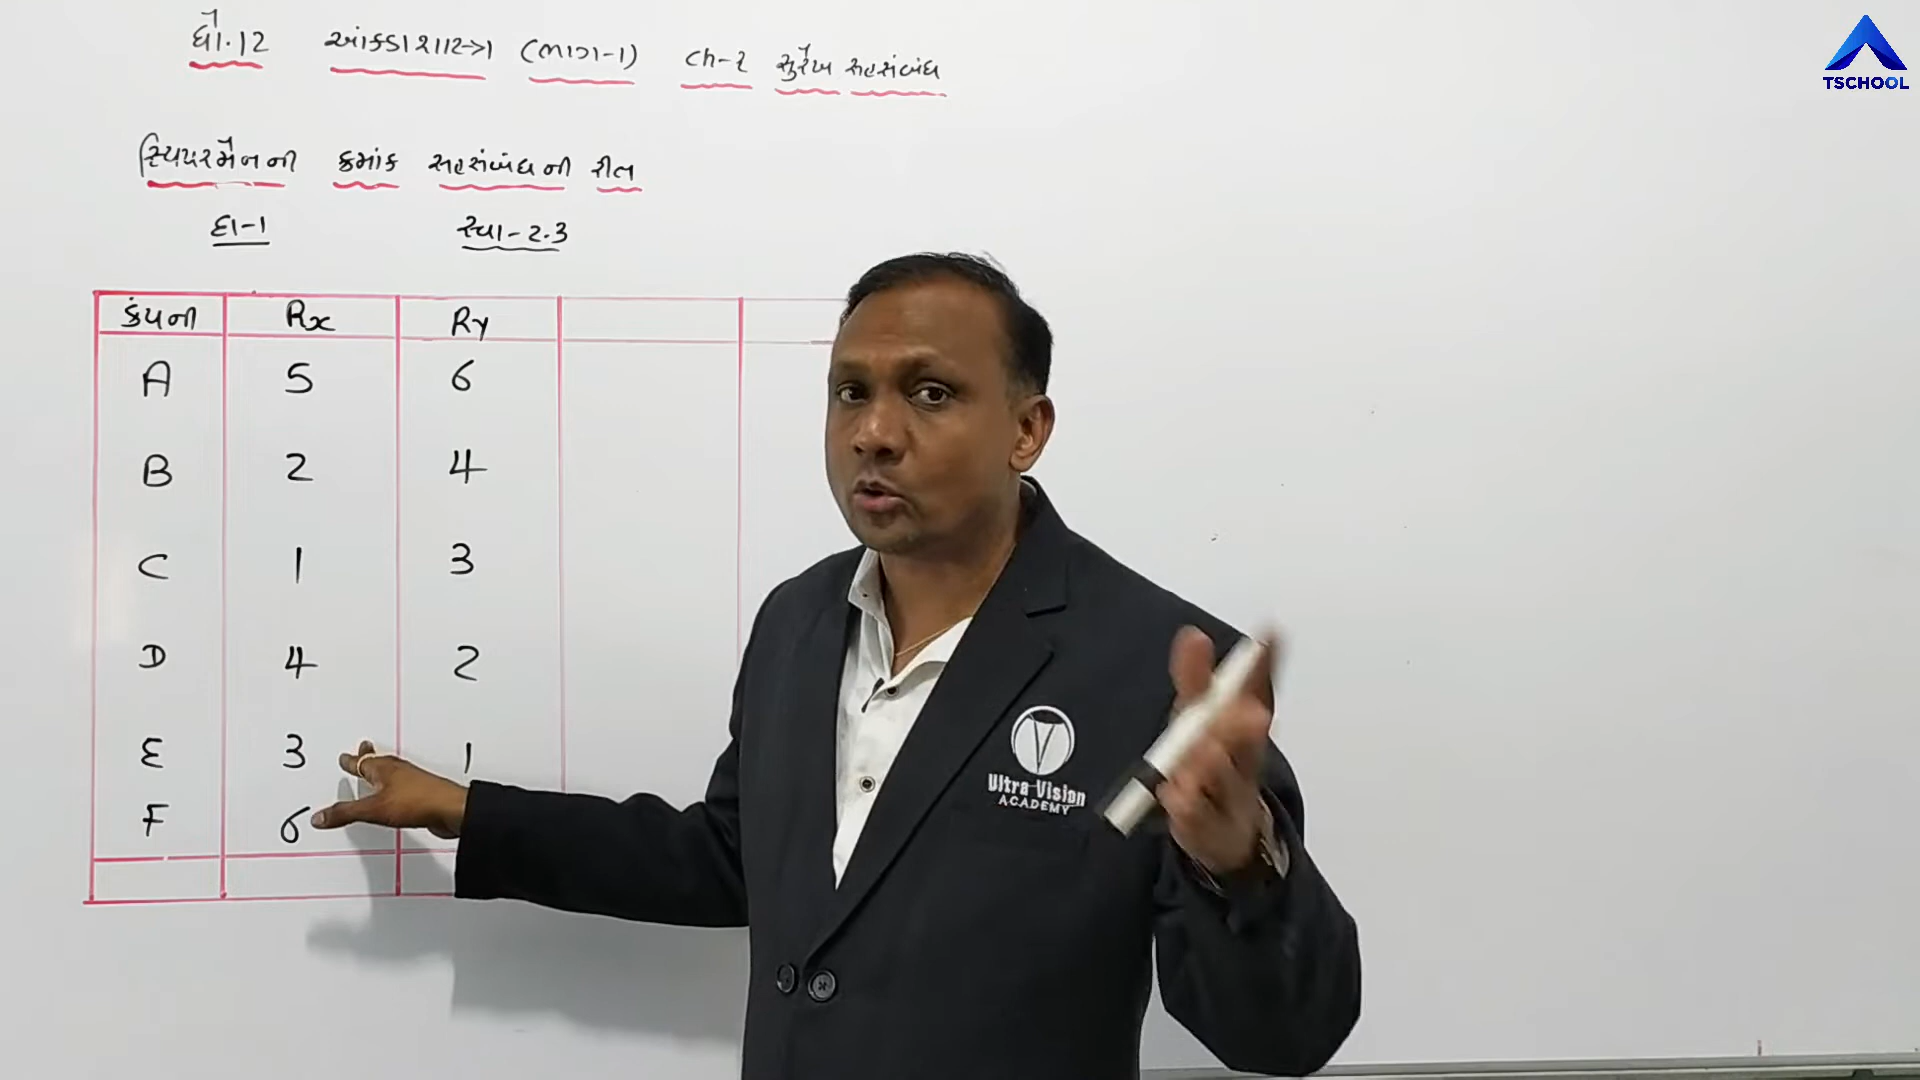 ધો.12 આંકડાશાસ્ત્ર (ભાગ-1) Ch-2 સુરેખ સહસંબંધ
TSCHOOL
સ્પિયરમેનની ક્રમાંક સહસંબંધની રીત
દા-1 સ્વા-2.3
કંપની Rx Ry
A 5 6
B 2 4
C 1 3
D 4 2
E 3 1
F 6
Ultra Vision
ACADEMY